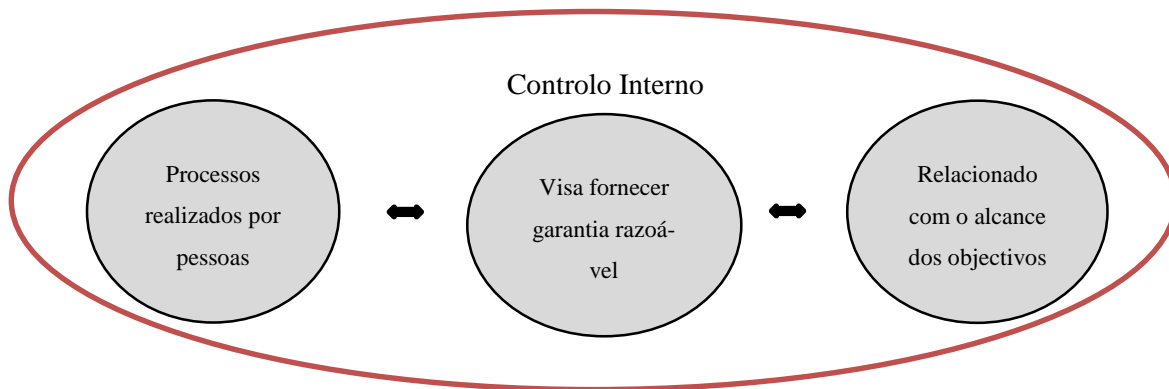 Controlo Interno
Processos
realizados por
pessoas
Visa fornecer
garantia razoá-
vel
Relacionado
com o alcance
dos objectivos